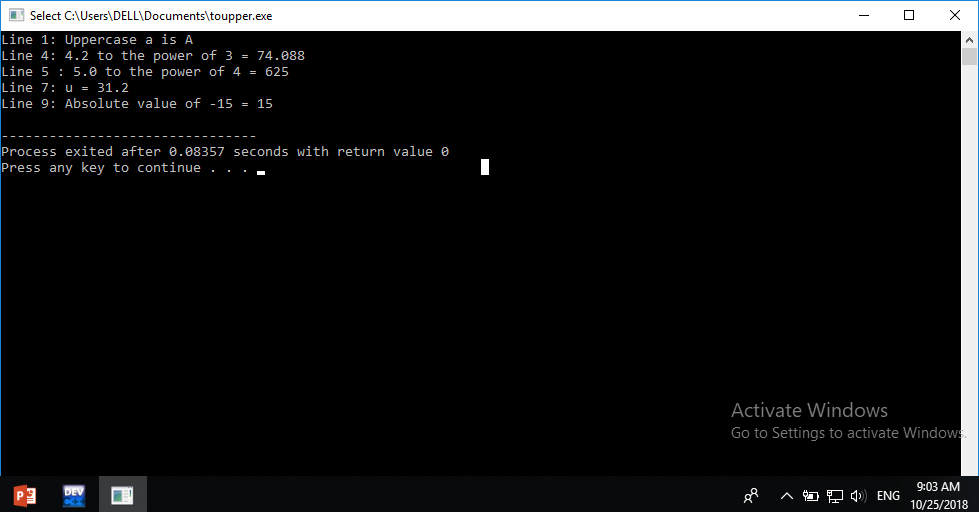 Select C:\Users\DELL\Documents\toupper.exe
Line 1: Uppercase a is A
Line 4: 4.2 to the power of 3 = 74.088
Line 5 : 5.0 to the power of 4 = 625
Line 7: u = 31.2
Line 9: Absolute value of -15 = 15
--------------------------------
Process exited after 0.08357 seconds with return value 0
Press any key to continue . . .
Activate Windows
Go to Settings to activate Windows.
P
DEV
ENG
9:03 AM
10/25/2018